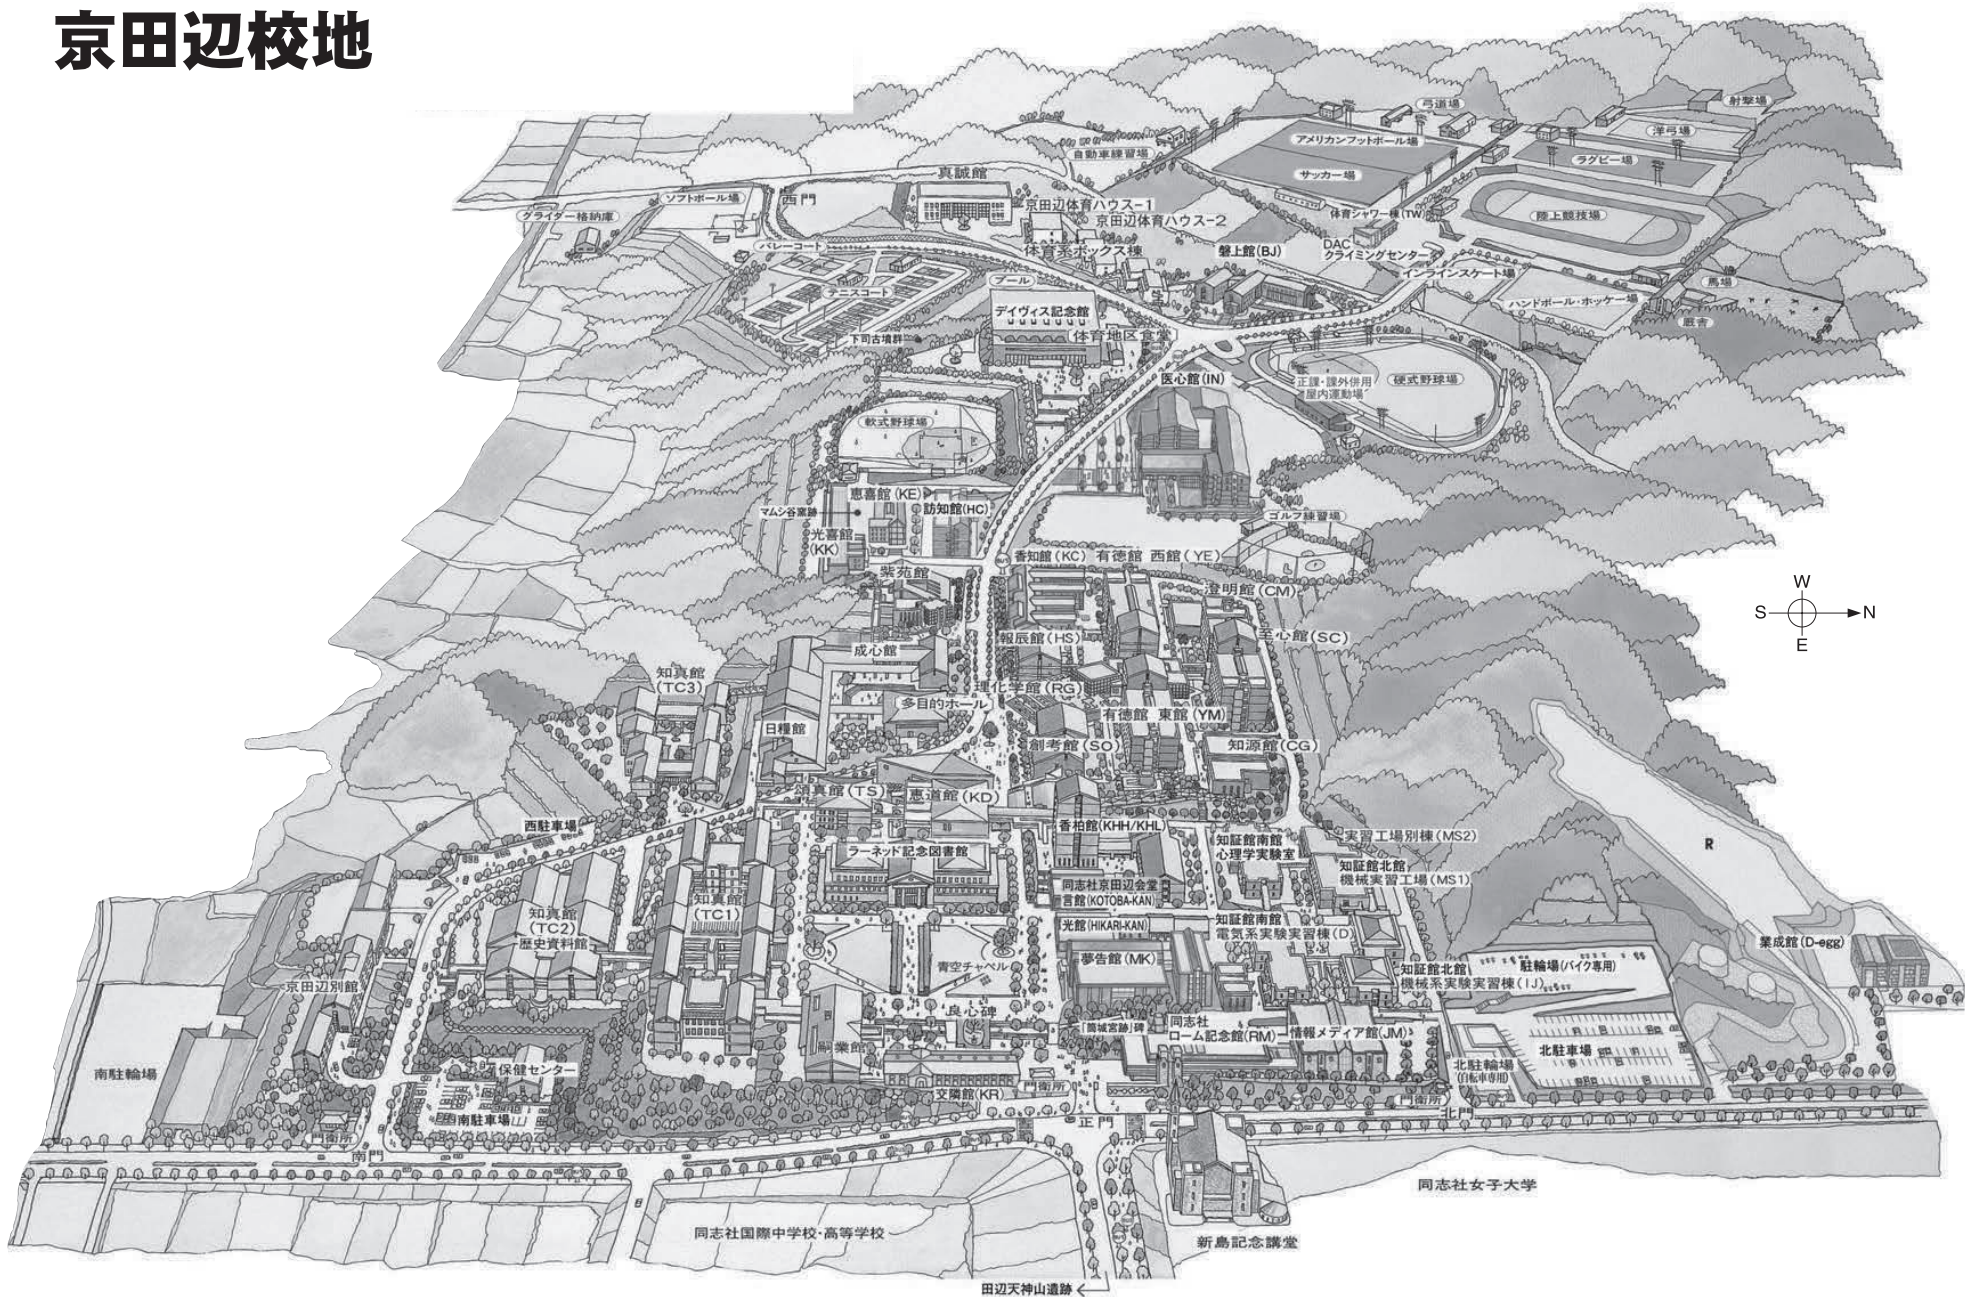 京田辺校地
射撃場
弓道場
洋弓場
アメリカンフットボール場
自動車練習場
ラグビー場
サッカー場
真誠館
西門
ソフトボール場
京田辺体育ハウス-1
京田辺体育ハウス-2
体育シャワー棟(TW)
陸上競技場
グライダー格納庫
バレーコート
体育系ボックス棟
磐上館(BJ)
DAC
クライミングセンター
インラインスケート場
プール
テニスコート
馬場
ハンドボール・ホッケー場
デイヴィス記念館
厩舎
下司古墳群
体育地区食堂
医心館(IN)
正課・課外併用
屋内運動場
硬式野球場
軟式野球場
恵喜館(KE)
マムシ谷窯跡
訪知館(HC)
ゴルフ練習場
光喜館
(KK)
香知館(KC)
有徳館 西館(YE)
紫苑館
澄明館(CM)
W
S
N
E
報辰館(HS)
至心館(SC)
成心館
知真館
(TC3)
理化学館(RG)
多目的ホール
有徳館 東館(YM)
日糧館
創考館(SO)
知源館(CG)
頌真館(TS)
恵道館(KD)
西駐車場
香柏館(KHH/KHL)
実習工場別棟(MS2)
知証館南館
心理学実験室
R
ラーネッド記念図書館
知証館北館
機械実習工場(MS1)
同志社京田辺会堂
言館(KOTOBA-KAN)
知真館
(TC1)
知真館
(TC2)
歴史資料館
光館(HIKARI-KAN)
知証館南館
電気系実験実習棟(D)
業成館(D-egg)
夢告館(MK)
青空チャペル
駐輪場(バイク専用)
知証館北館
機械系実験実習棟(IJ)
京田辺別館
良心碑
「筒城宮跡」碑
同志社
ローム記念館(RM)
情報メディア館(JM)
嗣業館
北駐車場
南駐輪場
保健センター
北駐輪場
(自転車専用)
門衛所
文隣館(KR)
門衛所
北門
南駐車場
正門
門衛所
南門
同志社女子大学
同志社国際中学校・高等学校
新島記念講堂
田辺天神山遺跡